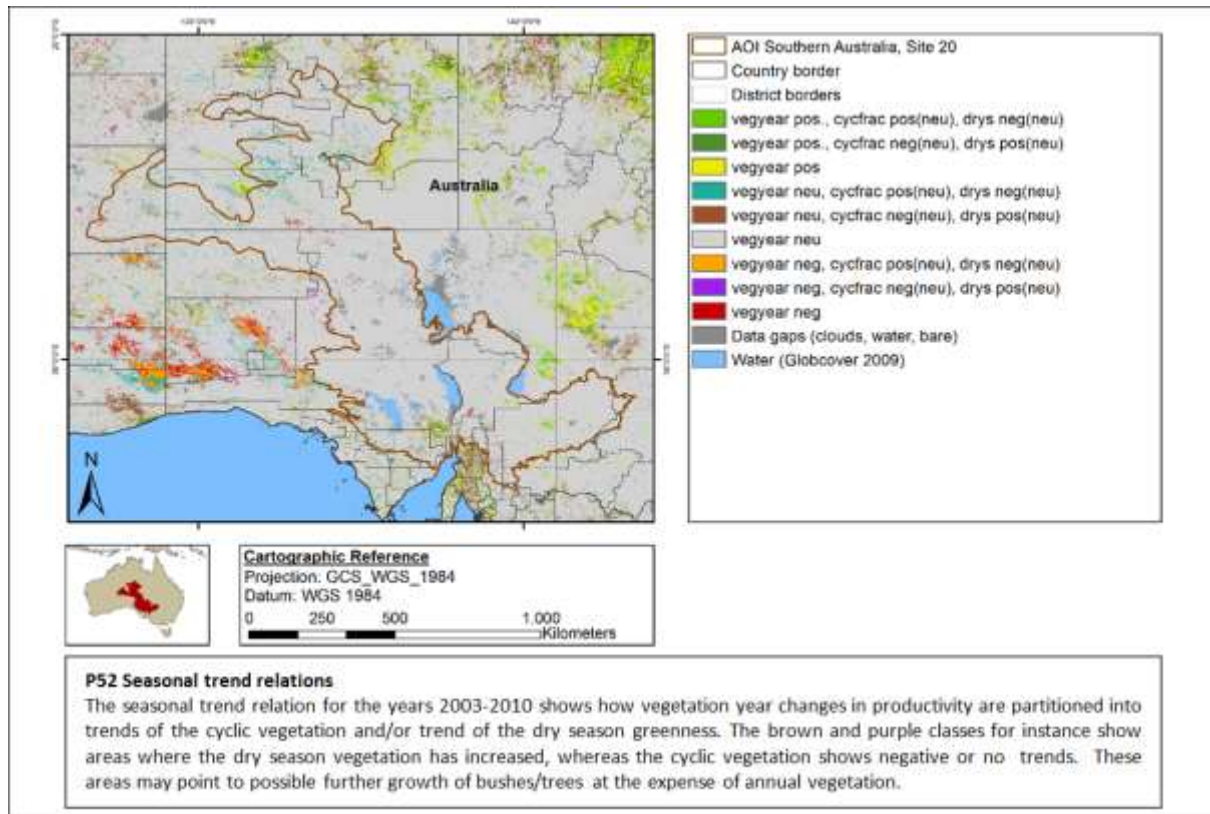 Australia
N
AOI Southern Australia, Site 20
Country border
District borders
vegyear pos., cycfrac pos(neu), drys neg(neu)
vegyear pos., cycfrac neg(neu), drys pos(neu)
vegyear pos
vegyear neu, cycfrac pos(neu), drys neg(neu)
vegyear neu, cycfrac neg(neu), drys pos(neu)
vegyear neu
vegyear neg, cycfrac pos(neu), drys neg(neu)
vegyear neg, cycfrac neg(neu), drys pos(neu)
vegyear neg
Data gaps (clouds, water, bare)
Water (Globcover 2009)
Cartographic Reference
Projection: GCS_WGS_1984
Datum: WGS 1984
0 250 500 1.000
Kilometers
P52 Seasonal trend relations
The seasonal trend relation for the years 2003-2010 shows how vegetation year changes in productivity are partitioned into
trends of the cyclic vegetation and/or trend of the dry season greenness. The brown and purple classes for instance show
areas where the dry season vegetation has increased, whereas the cyclic vegetation shows negative or no trends. These
areas may point to possible further growth of bushes/trees at the expense of annual vegetation.